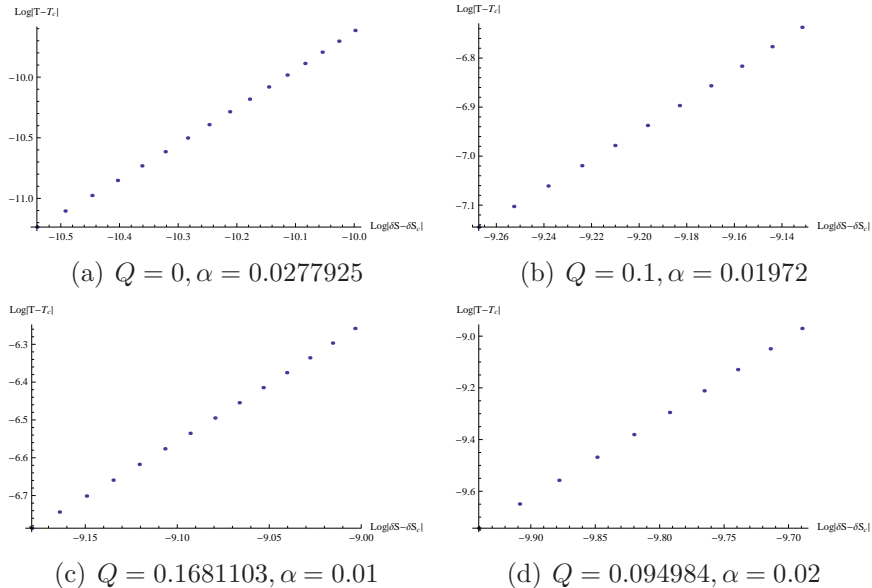 Log|T−T_c|
−10.0
−10.5
−11.0
−10.5 −10.4 −10.3 −10.2 −10.1 −10.0
Log|δS−δS_c|
(a) Q = 0, α = 0.0277925
Log|T−T_c|
−6.8
−6.9
−7.0
−7.1
−9.26 −9.24 −9.22 −9.20 −9.18 −9.16 −9.14
Log|δS−δS_c|
(b) Q = 0.1, α = 0.01972
Log|T−T_c|
−6.3
−6.4
−6.5
−6.6
−6.7
−9.15 −9.10 −9.05 −9.00
Log|δS−δS_c|
(c) Q = 0.1681103, α = 0.01
Log|T−T_c|
−9.0
−9.2
−9.4
−9.6
−9.90 −9.85 −9.80 −9.75 −9.70
Log|δS−δS_c|
(d) Q = 0.094984, α = 0.02